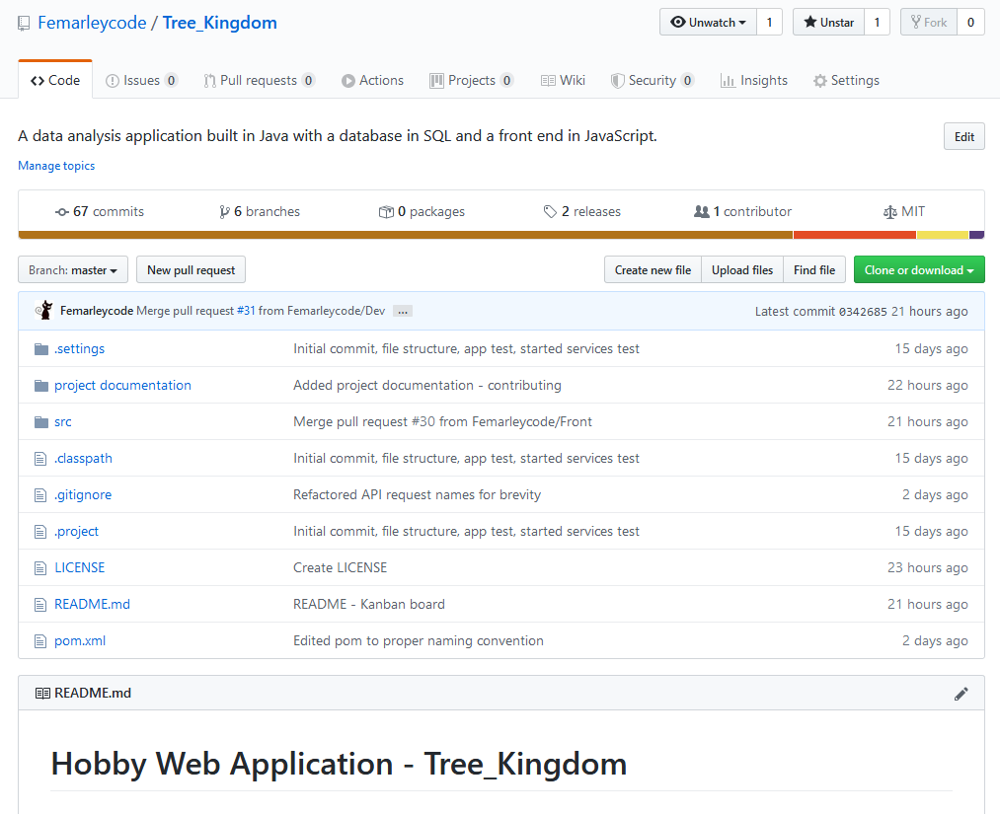 Femarleycode / Tree_Kingdom Unwatch 1 Unstar 1 Fork 0
Code Issues 0 Pull requests 0 Actions Projects 0 Wiki Security 0 Insights Settings
A data analysis application built in Java with a database in SQL and a front end in JavaScript. Edit
Manage topics
67 commits 6 branches 0 packages 2 releases 1 contributor MIT
Branch: master New pull request Create new file Upload files Find file Clone or download
Femarleycode Merge pull request #31 from Femarleycode/Dev ... Latest commit 0342685 21 hours ago
.settings Initial commit, file structure, app test, started services test 15 days ago
project documentation Added project documentation - contributing 22 hours ago
src Merge pull request #30 from Femarleycode/Front 21 hours ago
.classpath Initial commit, file structure, app test, started services test 15 days ago
.gitignore Refactored API request names for brevity 2 days ago
.project Initial commit, file structure, app test, started services test 15 days ago
LICENSE Create LICENSE 23 hours ago
README.md README - Kanban board 21 hours ago
pom.xml Edited pom to proper naming convention 2 days ago
README.md
Hobby Web Application - Tree_Kingdom